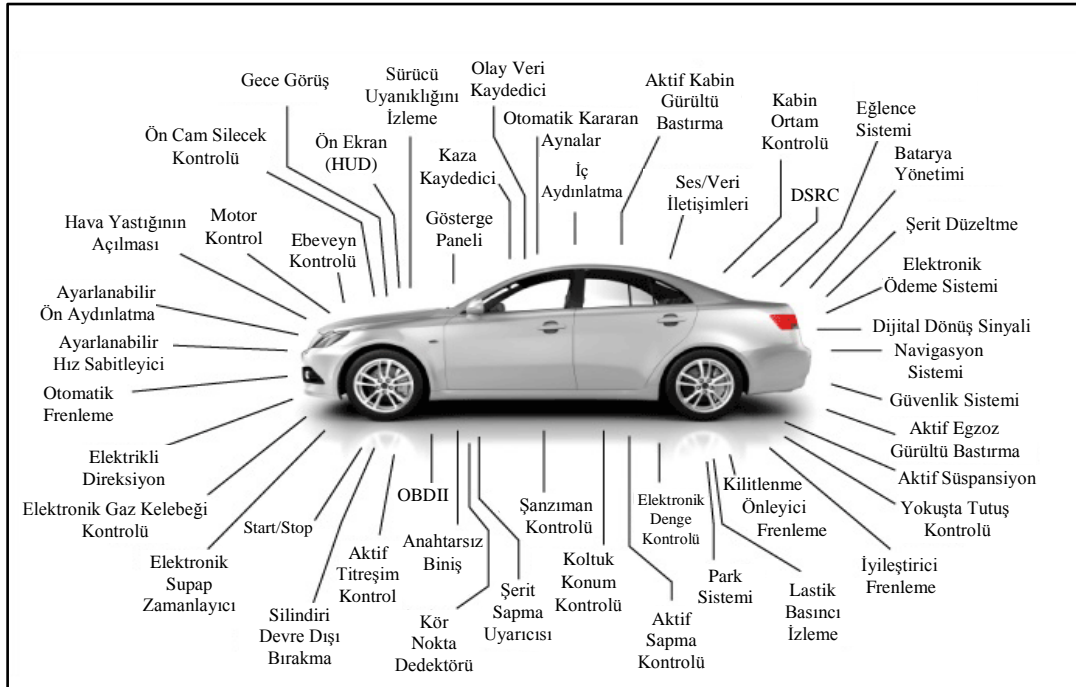 Gece Görüş
Sürücü
Uyanıklığını
İzleme
Olay Veri
Kaydedici
Aktif Kabin
Gürültü
Bastırma
Kabin
Ortam
Kontrolü
Eğlence
Sistemi
Ön Cam Silecek
Kontrolü
Ön Ekran
(HUD)
Kaza
Kaydedici
Otomatik Kararan
Aynalar
İç
Aydınlatma
Ses/Veri
İletişimleri
DSRC
Batarya
Yönetimi
Hava Yastığının
Açılması
Motor
Kontrol
Ebeveyn
Kontrolü
Gösterge
Paneli
Şerit Düzeltme
Elektronik
Ödeme Sistemi
Ayarlanabilir
Ön Aydınlatma
Dijital Dönüş Sinyali
Ayarlanabilir
Hız Sabitleyici
Navigasyon
Sistemi
Otomatik
Frenleme
Güvenlik Sistemi
Elektrikli
Direksiyon
Aktif Egzoz
Gürültü Bastırma
Aktif Süspansiyon
Elektronik Gaz Kelebeği
Kontrolü
Start/Stop
OBDII
Şanzıman
Kontrolü
Elektronik
Denge
Kontrolü
Kilitlenme
Önleyici
Frenleme
Yokuşta Tutuş
Kontrolü
Elektronik
Supap
Zamanlayıcı
Aktif
Titreşim
Kontrol
Anahtarsız
Biniş
Koltuk
Konum
Kontrolü
Park
Sistemi
İyileştirici
Frenleme
Silindiri
Devre Dışı
Bırakma
Kör
Nokta
Dedektörü
Şerit
Sapma
Uyarıcısı
Aktif
Sapma
Kontrolü
Lastik
Basıncı
İzleme